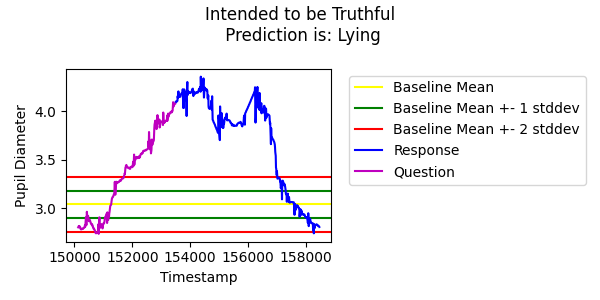 Intended to be Truthful
Prediction is: Lying
Pupil Diameter
4.0
3.5
3.0
150000 152000 154000 156000 158000
Timestamp
Baseline Mean
Baseline Mean +- 1 stddev
Baseline Mean +- 2 stddev
Response
Question